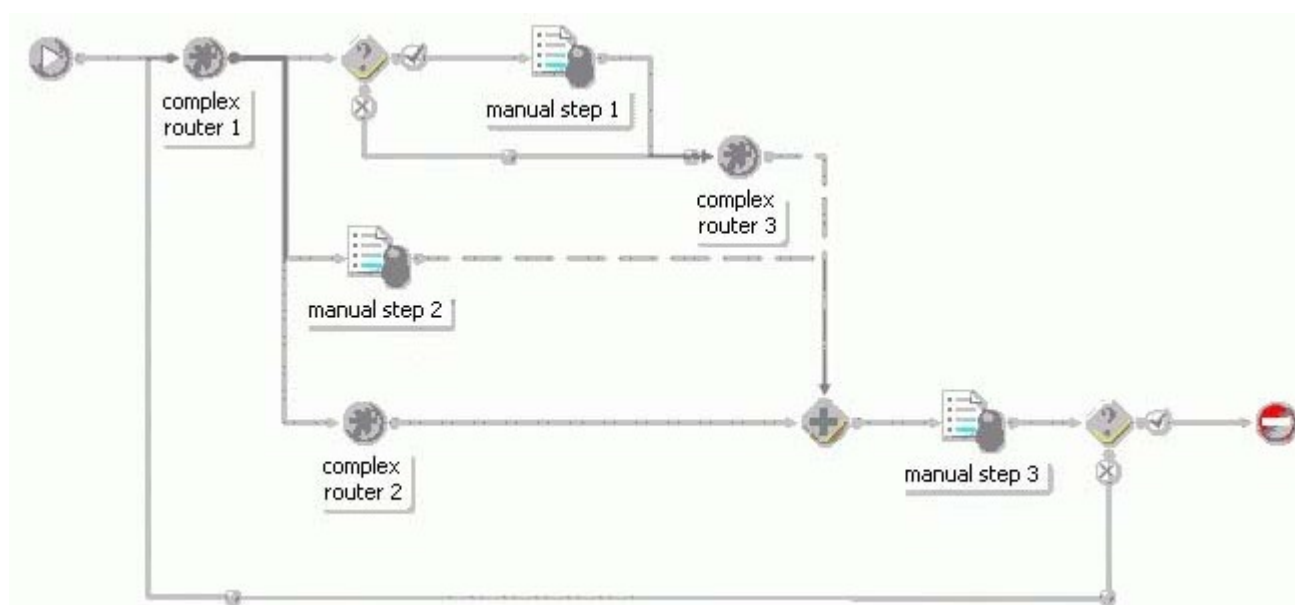 complex
router 1
manual step 1
complex
router 3
manual step 2
complex
router 2
manual step 3